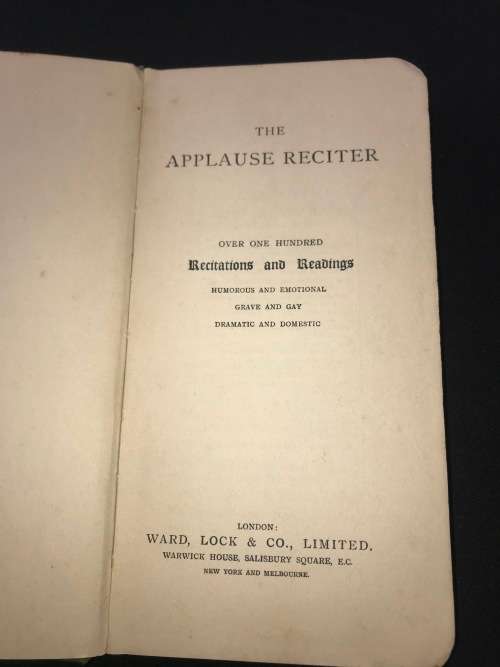 THE
APPLAUSE RECITER
OVER ONE HUNDRED
Recitations and Readings
HUMOROUS AND EMOTIONAL
GRAVE AND GAY
DRAMATIC AND DOMESTIC
LONDON:
WARD, LOCK & CO., LIMITED.
WARWICK HOUSE, SALISBURY SQUARE, E.C.
NEW YORK AND MELBOURNE.